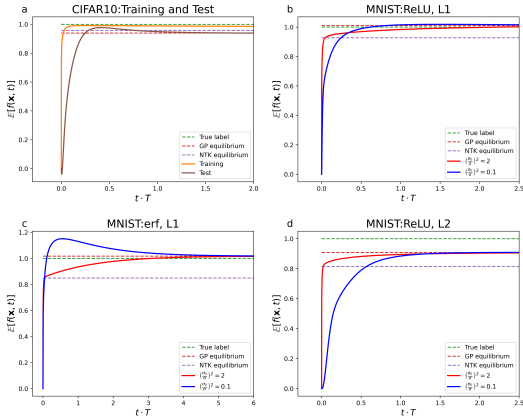 a
CIFAR10:Training and Test
𝔼[f(x, t)]
1.0
0.8
0.6
0.4
0.2
0.0
True label
GP equilibrium
NTK equilibrium
Training
Test
0.0 0.5 1.0 1.5 2.0
t · T
b
MNIST:ReLU, L1
𝔼[f(x, t)]
1.0
0.8
0.6
0.4
0.2
0.0
True label
GP equilibrium
NTK equilibrium
(σ₀/σ)² = 2
(σ₀/σ)² = 0.1
0.0 0.5 1.0 1.5 2.0 2.5
t · T
c
MNIST:erf, L1
𝔼[f(x, t)]
1.2
1.0
0.8
0.6
0.4
0.2
0.0
True label
GP equilibrium
NTK equilibrium
(σ₀/σ)² = 2
(σ₀/σ)² = 0.1
0 1 2 3 4 5 6
t · T
d
MNIST:ReLU, L2
𝔼[f(x, t)]
1.0
0.8
0.6
0.4
0.2
0.0
True label
GP equilibrium
NTK equilibrium
(σ₀/σ)² = 2
(σ₀/σ)² = 0.1
0.0 0.5 1.0 1.5 2.0 2.5
t · T